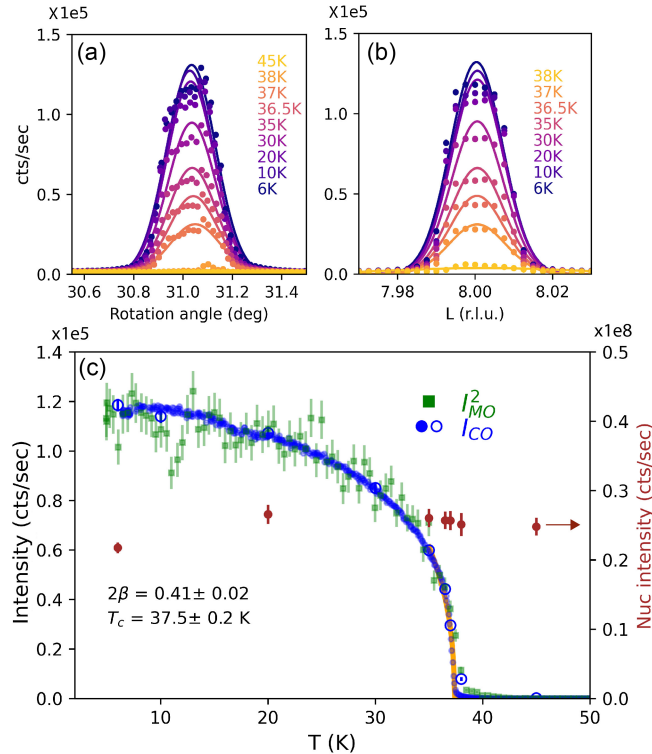 X1e5
X1e5
(a)
(b)
1.5
1.0
0.5
0.0
cts/sec
45K
38K
37K
36.5K
35K
30K
20K
10K
6K
30.6 30.8 31.0 31.2 31.4
Rotation angle (deg)
1.5
1.0
0.5
0.0
38K
37K
36.5K
35K
30K
20K
10K
6K
7.98 8.00 8.02
L (r.l.u.)
x1e5
x1e8
(c)
1.4
1.2
1.0
0.8
0.6
0.4
0.2
0.0
Intensity (cts/sec)
I²MO
ICO
2β = 0.41± 0.02
Tc = 37.5± 0.2 K
0.5
0.4
0.3
0.2
0.1
0.0
Nuc intensity (cts/sec)
10 20 30 40 50
T (K)